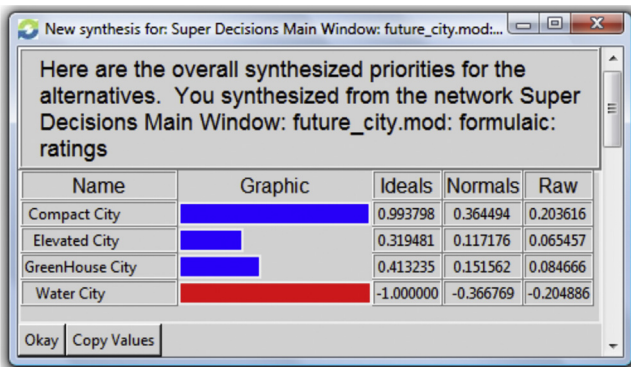 New synthesis for: Super Decisions Main Window: future_city.mod:...
Here are the overall synthesized priorities for the
alternatives. You synthesized from the network Super
Decisions Main Window: future_city.mod: formulaic:
ratings
Name Graphic Ideals Normals Raw
Compact City 0.993798 0.364494 0.203616
Elevated City 0.319481 0.117176 0.065457
GreenHouse City 0.413235 0.151562 0.084666
Water City -1.000000 -0.366769 -0.204886
Okay Copy Values